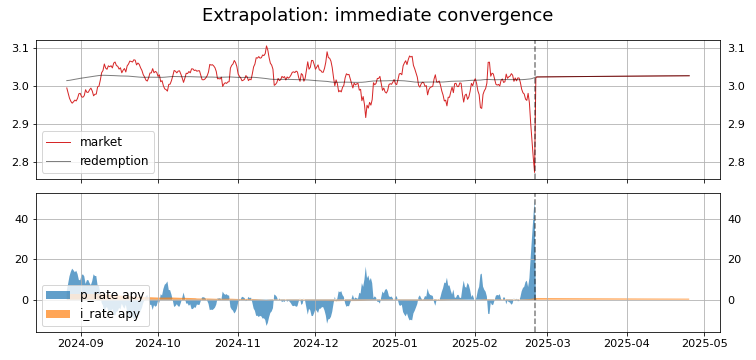 Extrapolation: immediate convergence
3.1 3.1
3.0 3.0
2.9 2.9
2.8 2.8
market
redemption
40 40
20 20
0 0
p_rate apy
i_rate apy
2024-09 2024-10 2024-11 2024-12 2025-01 2025-02 2025-03 2025-04 2025-05